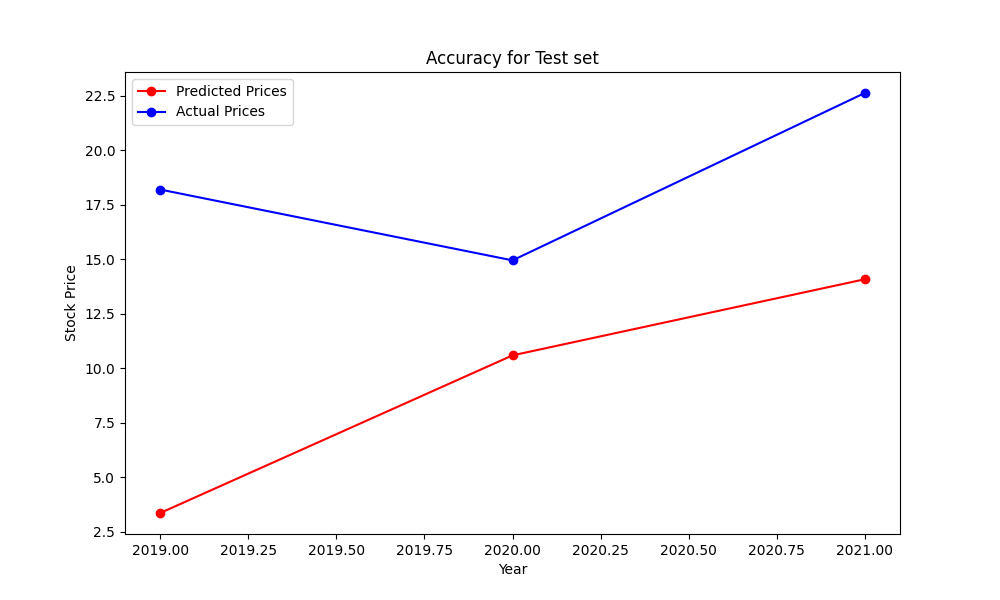 Accuracy for Test set
Predicted Prices
Actual Prices
22.5
20.0
17.5
15.0
12.5
10.0
7.5
5.0
2.5
Stock Price
2019.00 2019.25 2019.50 2019.75 2020.00 2020.25 2020.50 2020.75 2021.00
Year